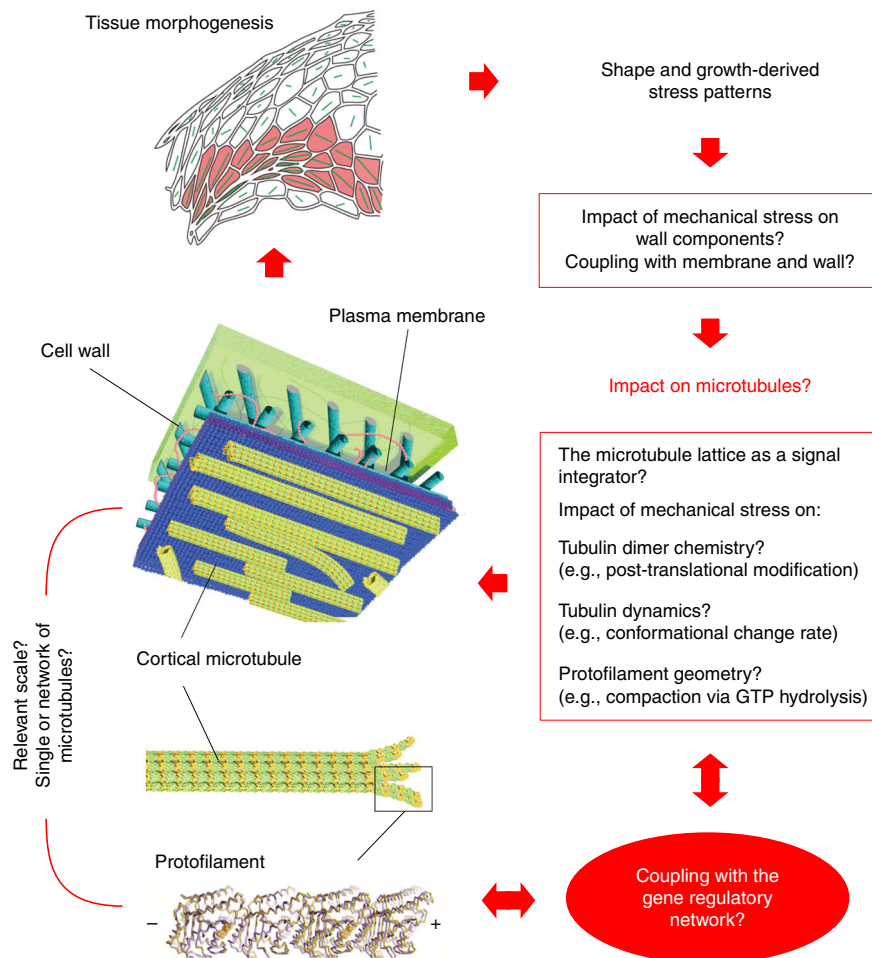 Tissue morphogenesis
Shape and growth-derived
stress patterns
Impact of mechanical stress on
wall components?
Coupling with membrane and wall?
Plasma membrane
Cell wall
Impact on microtubules?
The microtubule lattice as a signal
integrator?
Impact of mechanical stress on:
Tubulin dimer chemistry?
(e.g., post-translational modification)
Tubulin dynamics?
(e.g., conformational change rate)
Protofilament geometry?
(e.g., compaction via GTP hydrolysis)
Cortical microtubule
Relevant scale?
Single or network of
microtubules?
Protofilament
–
+
Coupling with the
gene regulatory
network?